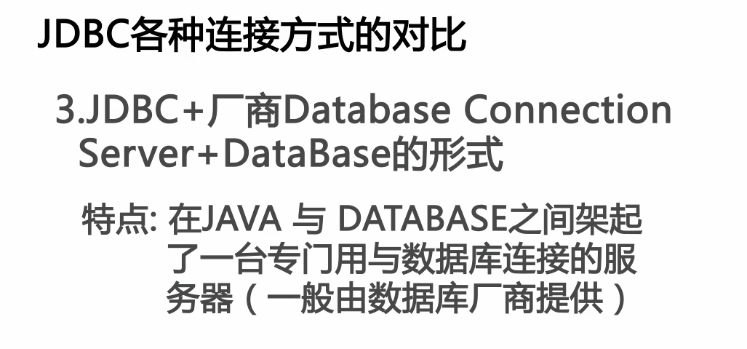 JDBC各种连接方式的对比
3.JDBC+厂商Database Connection
Server+DataBase的形式
特点: 在JAVA 与 DATABASE之间架起
了一台专门用与数据库连接的服
务器（一般由数据库厂商提供）